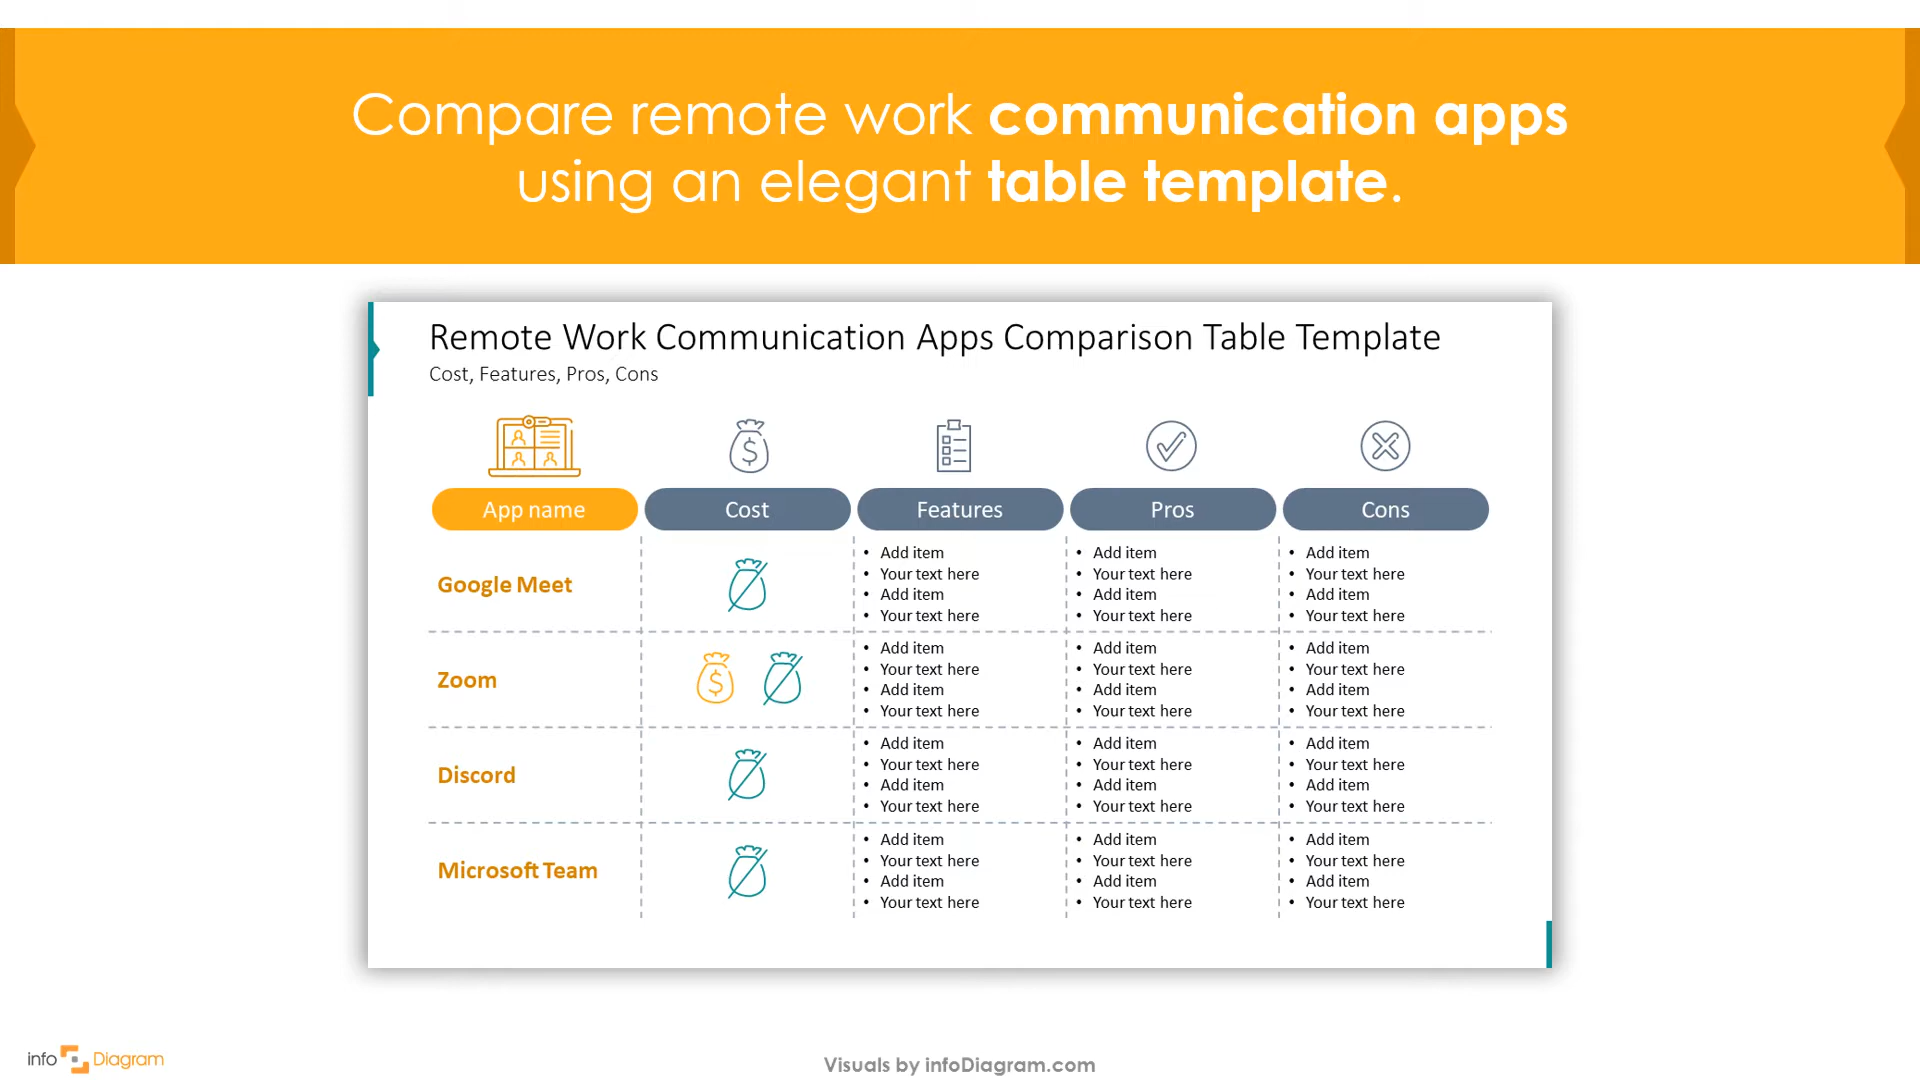 Compare remote work communication apps
using an elegant table template.
Remote Work Communication Apps Comparison Table Template
Cost, Features, Pros, Cons
$
App name
Cost
Features
Pros
Cons
Google Meet
• Add item
• Your text here
• Add item
• Your text here
• Add item
• Your text here
• Add item
• Your text here
• Add item
• Your text here
• Add item
• Your text here
Zoom
$
• Add item
• Your text here
• Add item
• Your text here
• Add item
• Your text here
• Add item
• Your text here
• Add item
• Your text here
• Add item
• Your text here
Discord
• Add item
• Your text here
• Add item
• Your text here
• Add item
• Your text here
• Add item
• Your text here
• Add item
• Your text here
• Add item
• Your text here
Microsoft Team
• Add item
• Your text here
• Add item
• Your text here
• Add item
• Your text here
• Add item
• Your text here
• Add item
• Your text here
• Add item
• Your text here
info Diagram
Visuals by infoDiagram.com